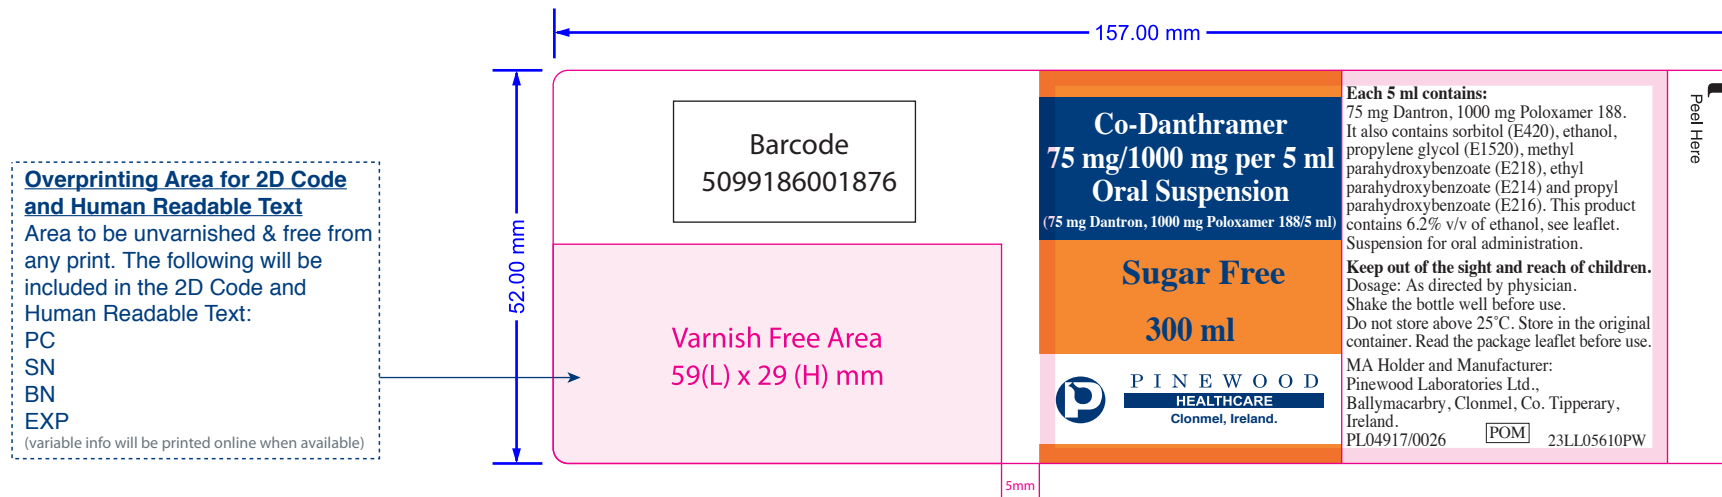 157.00 mm
52.00 mm
Overprinting Area for 2D Code
and Human Readable Text
Area to be unvarnished & free from
any print. The following will be
included in the 2D Code and
Human Readable Text:
PC
SN
BN
EXP
(variable info will be printed online when available)
Barcode
5099186001876
Varnish Free Area
59(L) x 29 (H) mm
5mm
Co-Danthramer
75 mg/1000 mg per 5 ml
Oral Suspension
(75 mg Dantron, 1000 mg Poloxamer 188/5 ml)
Sugar Free
300 ml
PINEWOOD
HEALTHCARE
Clonmel, Ireland.
Each 5 ml contains:
75 mg Dantron, 1000 mg Poloxamer 188.
It also contains sorbitol (E420), ethanol,
propylene glycol (E1520), methyl
parahydroxybenzoate (E218), ethyl
parahydroxybenzoate (E214) and propyl
parahydroxybenzoate (E216). This product
contains 6.2% v/v of ethanol, see leaflet.
Suspension for oral administration.
Keep out of the sight and reach of children.
Dosage: As directed by physician.
Shake the bottle well before use.
Do not store above 25˚C. Store in the original
container. Read the package leaflet before use.
MA Holder and Manufacturer:
Pinewood Laboratories Ltd.,
Ballymacarbry, Clonmel, Co. Tipperary,
Ireland.
PL04917/0026 POM 23LL05610PW
Peel Here